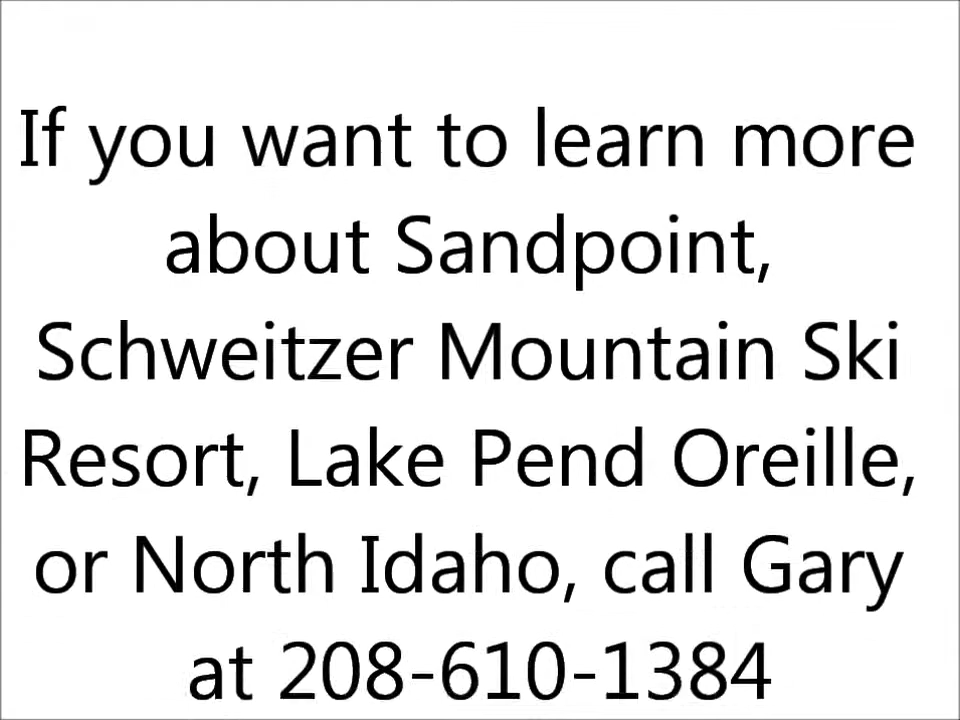 If you want to learn more
about Sandpoint,
Schweitzer Mountain Ski
Resort, Lake Pend Oreille,
or North Idaho, call Gary
at 208-610-1384